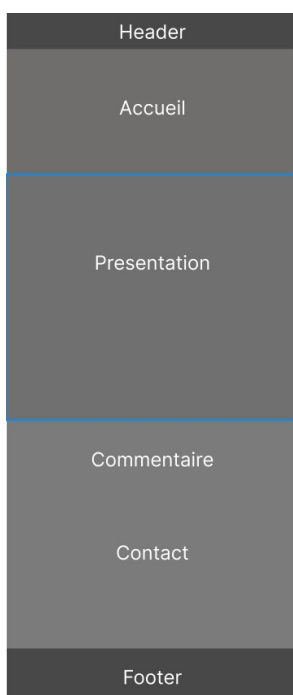 Header
Accueil
Presentation
Commentaire
Contact
Footer